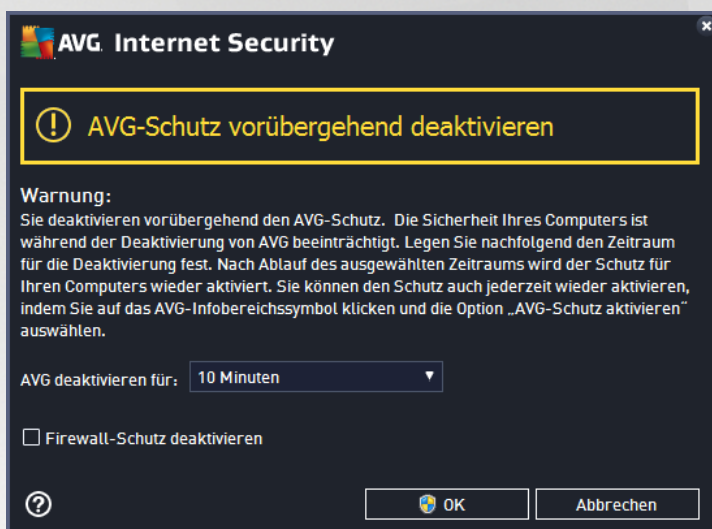 AVG Internet Security
AVG-Schutz vorübergehend deaktivieren
Warnung:
Sie deaktivieren vorübergehend den AVG-Schutz. Die Sicherheit Ihres Computers ist
während der Deaktivierung von AVG beeinträchtigt. Legen Sie nachfolgend den Zeitraum
für die Deaktivierung fest. Nach Ablauf des ausgewählten Zeitraums wird der Schutz für
Ihren Computers wieder aktiviert. Sie können den Schutz auch jederzeit wieder aktivieren,
indem Sie auf das AVG-Infobereichssymbol klicken und die Option „AVG-Schutz aktivieren“
auswählen.
AVG deaktivieren für: 10 Minuten
Firewall-Schutz deaktivieren
OK Abbrechen